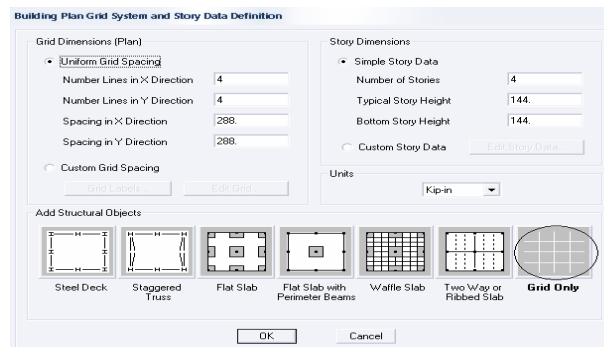 Building Plan Grid System and Story Data Definition
Grid Dimensions (Plan)
Uniform Grid Spacing
Number Lines in X Direction 4
Number Lines in Y Direction 4
Spacing in X Direction 288.
Spacing in Y Direction 288.
Custom Grid Spacing
Grid Labels... Edit Grid...
Story Dimensions
Simple Story Data
Number of Stories 4
Typical Story Height 144.
Bottom Story Height 144.
Custom Story Data Edit Story Data...
Units
Kip-in
Add Structural Objects
Steel Deck
Staggered
Truss
Flat Slab
Flat Slab with
Perimeter Beams
Waffle Slab
Two Way or
Ribbed Slab
Grid Only
OK Cancel